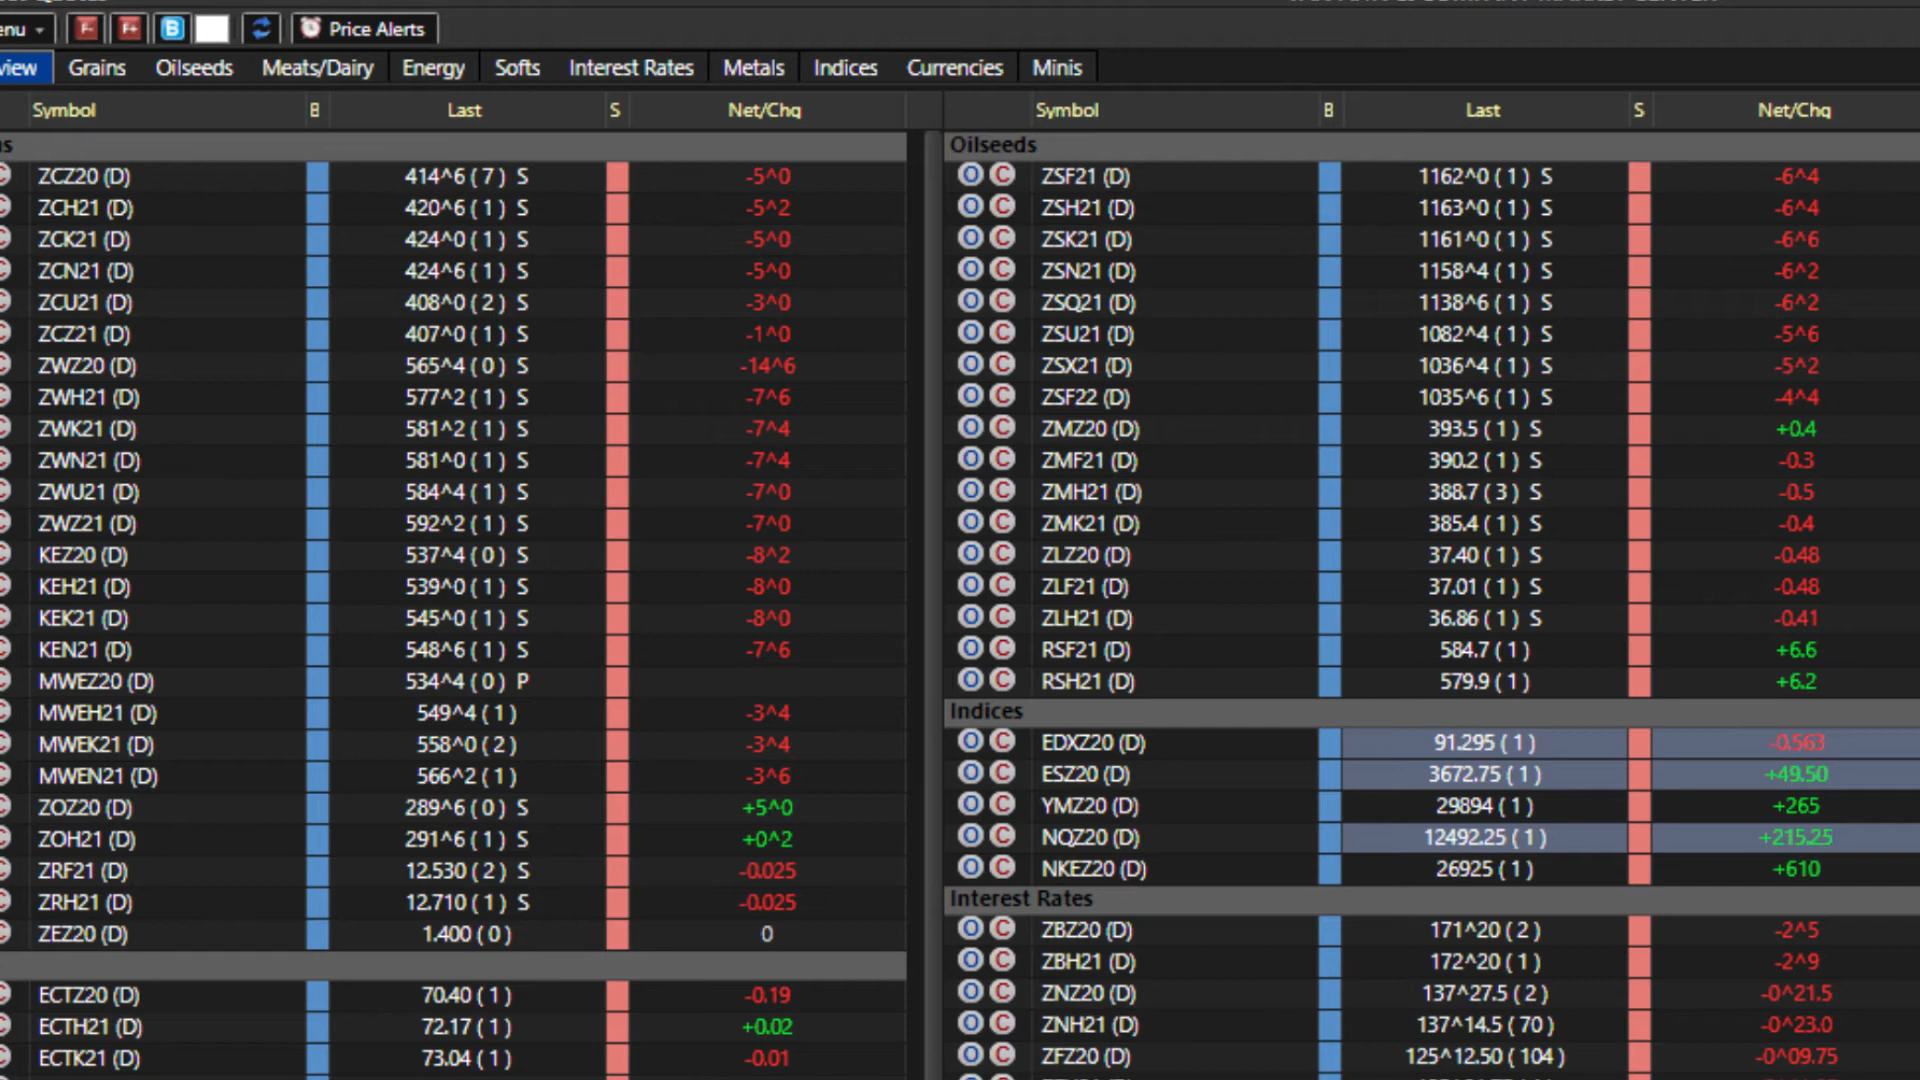 enu F- F+ B Price Alerts
view Grains Oilseeds Meats/Dairy Energy Softs Interest Rates Metals Indices Currencies Minis
Symbol B Last S Net/Chg
ZCZ20 (D) 414^6 ( 7 ) S -5^0
ZCH21 (D) 420^6 ( 1 ) S -5^2
ZCK21 (D) 424^0 ( 1 ) S -5^0
ZCN21 (D) 424^6 ( 1 ) S -5^0
ZCU21 (D) 408^0 ( 2 ) S -3^0
ZCZ21 (D) 407^0 ( 1 ) S -1^0
ZWZ20 (D) 565^4 ( 0 ) S -14^6
ZWH21 (D) 577^2 ( 1 ) S -7^6
ZWK21 (D) 581^2 ( 1 ) S -7^4
ZWN21 (D) 581^0 ( 1 ) S -7^4
ZWU21 (D) 584^4 ( 1 ) S -7^0
ZWZ21 (D) 592^2 ( 1 ) S -7^0
KEZ20 (D) 537^4 ( 0 ) S -8^2
KEH21 (D) 539^0 ( 1 ) S -8^0
KEK21 (D) 545^0 ( 1 ) S -8^0
KEN21 (D) 548^6 ( 1 ) S -7^6
MWEZ20 (D) 534^4 ( 0 ) P
MWEH21 (D) 549^4 ( 1 ) -3^4
MWEK21 (D) 558^0 ( 2 ) -3^4
MWEN21 (D) 566^2 ( 1 ) -3^6
ZOZ20 (D) 289^6 ( 0 ) S +5^0
ZOH21 (D) 291^6 ( 1 ) S +0^2
ZRF21 (D) 12.530 ( 2 ) S -0.025
ZRH21 (D) 12.710 ( 1 ) S -0.025
ZEZ20 (D) 1.400 ( 0 ) 0
ECTZ20 (D) 70.40 ( 1 ) -0.19
ECTH21 (D) 72.17 ( 1 ) +0.02
ECTK21 (D) 73.04 ( 1 ) -0.01
Symbol B Last S Net/Chg
Oilseeds
O C ZSF21 (D) 1162^0 ( 1 ) S -6^4
O C ZSH21 (D) 1163^0 ( 1 ) S -6^4
O C ZSK21 (D) 1161^0 ( 1 ) S -6^6
O C ZSN21 (D) 1158^4 ( 1 ) S -6^2
O C ZSQ21 (D) 1138^6 ( 1 ) S -6^2
O C ZSU21 (D) 1082^4 ( 1 ) S -5^6
O C ZSX21 (D) 1036^4 ( 1 ) S -5^2
O C ZSF22 (D) 1035^6 ( 1 ) S -4^4
O C ZMZ20 (D) 393.5 ( 1 ) S +0.4
O C ZMF21 (D) 390.2 ( 1 ) S -0.3
O C ZMH21 (D) 388.7 ( 3 ) S -0.5
O C ZMK21 (D) 385.4 ( 1 ) S -0.4
O C ZLZ20 (D) 37.40 ( 1 ) S -0.48
O C ZLF21 (D) 37.01 ( 1 ) S -0.48
O C ZLH21 (D) 36.86 ( 1 ) S -0.41
O C RSF21 (D) 584.7 ( 1 ) +6.6
O C RSH21 (D) 579.9 ( 1 ) +6.2
Indices
O C EDXZ20 (D) 91.295 ( 1 ) -0.563
O C ESZ20 (D) 3672.75 ( 1 ) +49.50
O C YMZ20 (D) 29894 ( 1 ) +265
O C NQZ20 (D) 12492.25 ( 1 ) +215.25
O C NKEZ20 (D) 26925 ( 1 ) +610
Interest Rates
O C ZBZ20 (D) 171^20 ( 2 ) -2^5
O C ZBH21 (D) 172^20 ( 1 ) -2^9
O C ZNZ20 (D) 137^27.5 ( 2 ) -0^21.5
O C ZNH21 (D) 137^14.5 ( 70 ) -0^23.0
O C ZFZ20 (D) 125^12.50 ( 104 ) -0^09.75